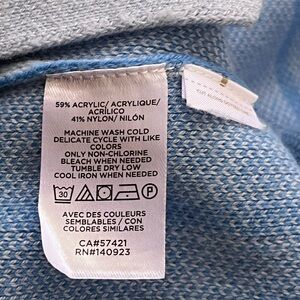 59% ACRYLIC/ ACRYLIQUE/
ACRÍLICO
41% NYLON/ NILÓN
MACHINE WASH COLD
DELICATE CYCLE WITH LIKE
COLORS
ONLY NON-CHLORINE
BLEACH WHEN NEEDED
TUMBLE DRY LOW
COOL IRON WHEN NEEDED
30 P
AVEC DES COULEURS
SEMBLABLES / CON
COLORES SIMILARES
CA#57421
RN#140923